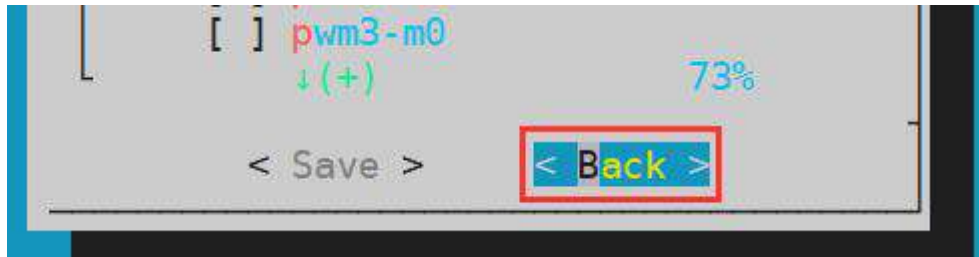 [ ] pwm3-m0
↓(+) 73%
< Save > < Back >